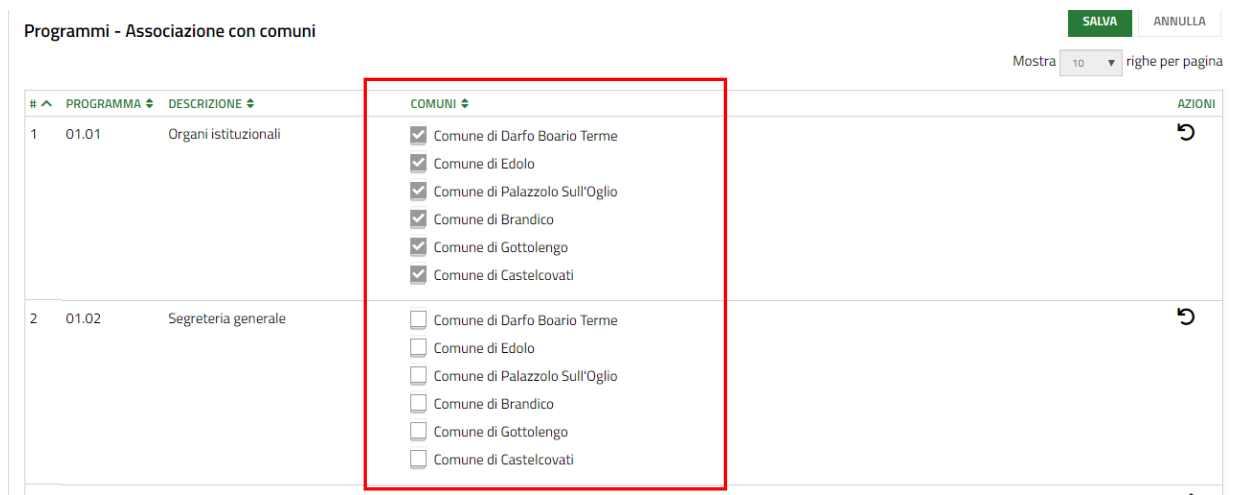 Programmi - Associazione con comuni
SALVA ANNULLA
Mostra 10 righe per pagina
# PROGRAMMA DESCRIZIONE COMUNI AZIONI
1 01.01 Organi istituzionali Comune di Darfo Boario Terme
Comune di Edolo
Comune di Palazzolo Sull'Oglio
Comune di Brandico
Comune di Gottolengo
Comune di Castelcovati
2 01.02 Segreteria generale Comune di Darfo Boario Terme
Comune di Edolo
Comune di Palazzolo Sull'Oglio
Comune di Brandico
Comune di Gottolengo
Comune di Castelcovati